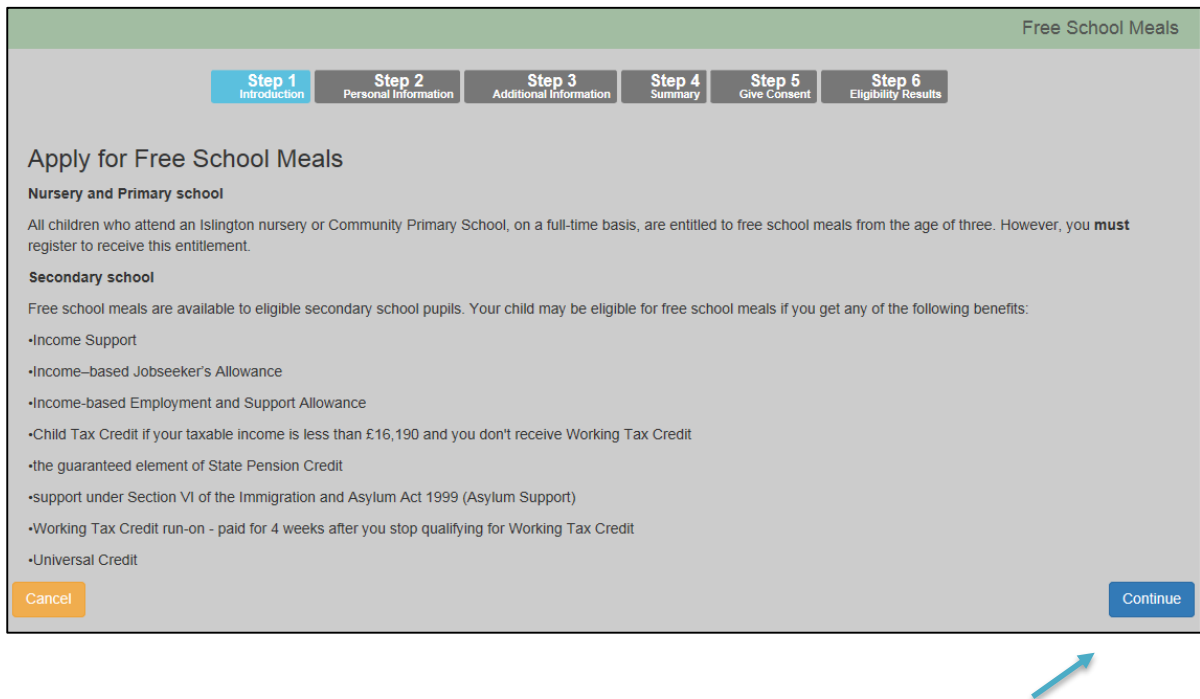 Free School Meals
Step 1
Introduction
Step 2
Personal Information
Step 3
Additional Information
Step 4
Summary
Step 5
Give Consent
Step 6
Eligibility Results
Apply for Free School Meals
Nursery and Primary school
All children who attend an Islington nursery or Community Primary School, on a full-time basis, are entitled to free school meals from the age of three. However, you must
register to receive this entitlement.
Secondary school
Free school meals are available to eligible secondary school pupils. Your child may be eligible for free school meals if you get any of the following benefits:
•Income Support
•Income–based Jobseeker's Allowance
•Income-based Employment and Support Allowance
•Child Tax Credit if your taxable income is less than £16,190 and you don't receive Working Tax Credit
•the guaranteed element of State Pension Credit
•support under Section VI of the Immigration and Asylum Act 1999 (Asylum Support)
•Working Tax Credit run-on - paid for 4 weeks after you stop qualifying for Working Tax Credit
•Universal Credit
Cancel
Continue